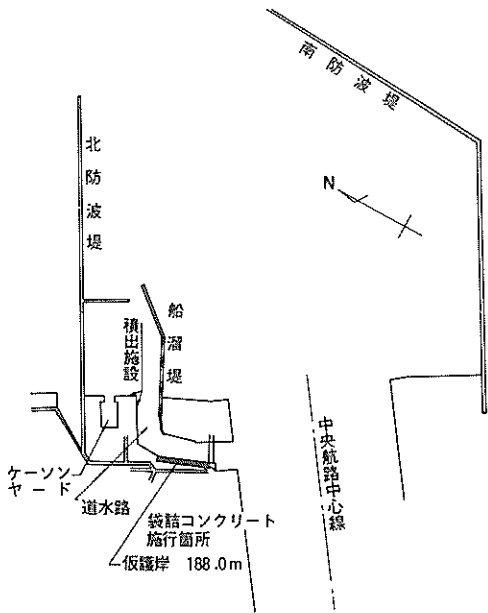 南防波堤
北防波堤
N
船溜堤
積出施設
中央航路中心線
ケーソン
ヤード
道水路
袋詰コンクリート
施行箇所
仮護岸 188.0m